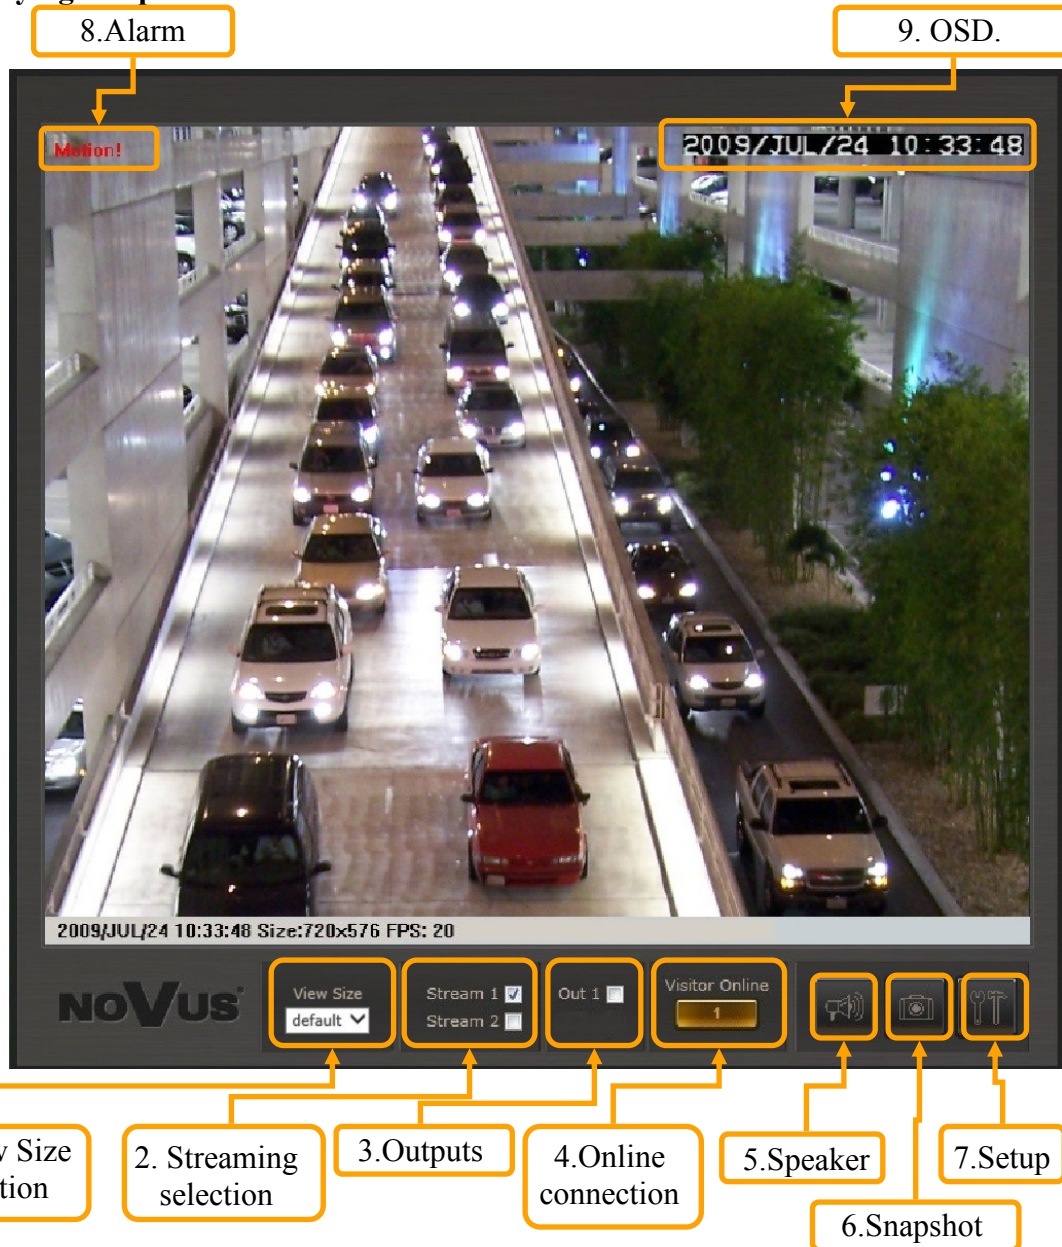 8.Alarm
9. OSD.
Motion!
2009/JUL/24 10:33:48
2009/JUL/24 10:33:48 Size:720x576 FPS: 20
NOVUS
View Size
default
Stream 1
Stream 2
Out 1
Visitor Online
1
Size
2. Streaming
selection
3.Outputs
4.Online
connection
5.Speaker
6.Snapshot
7.Setup